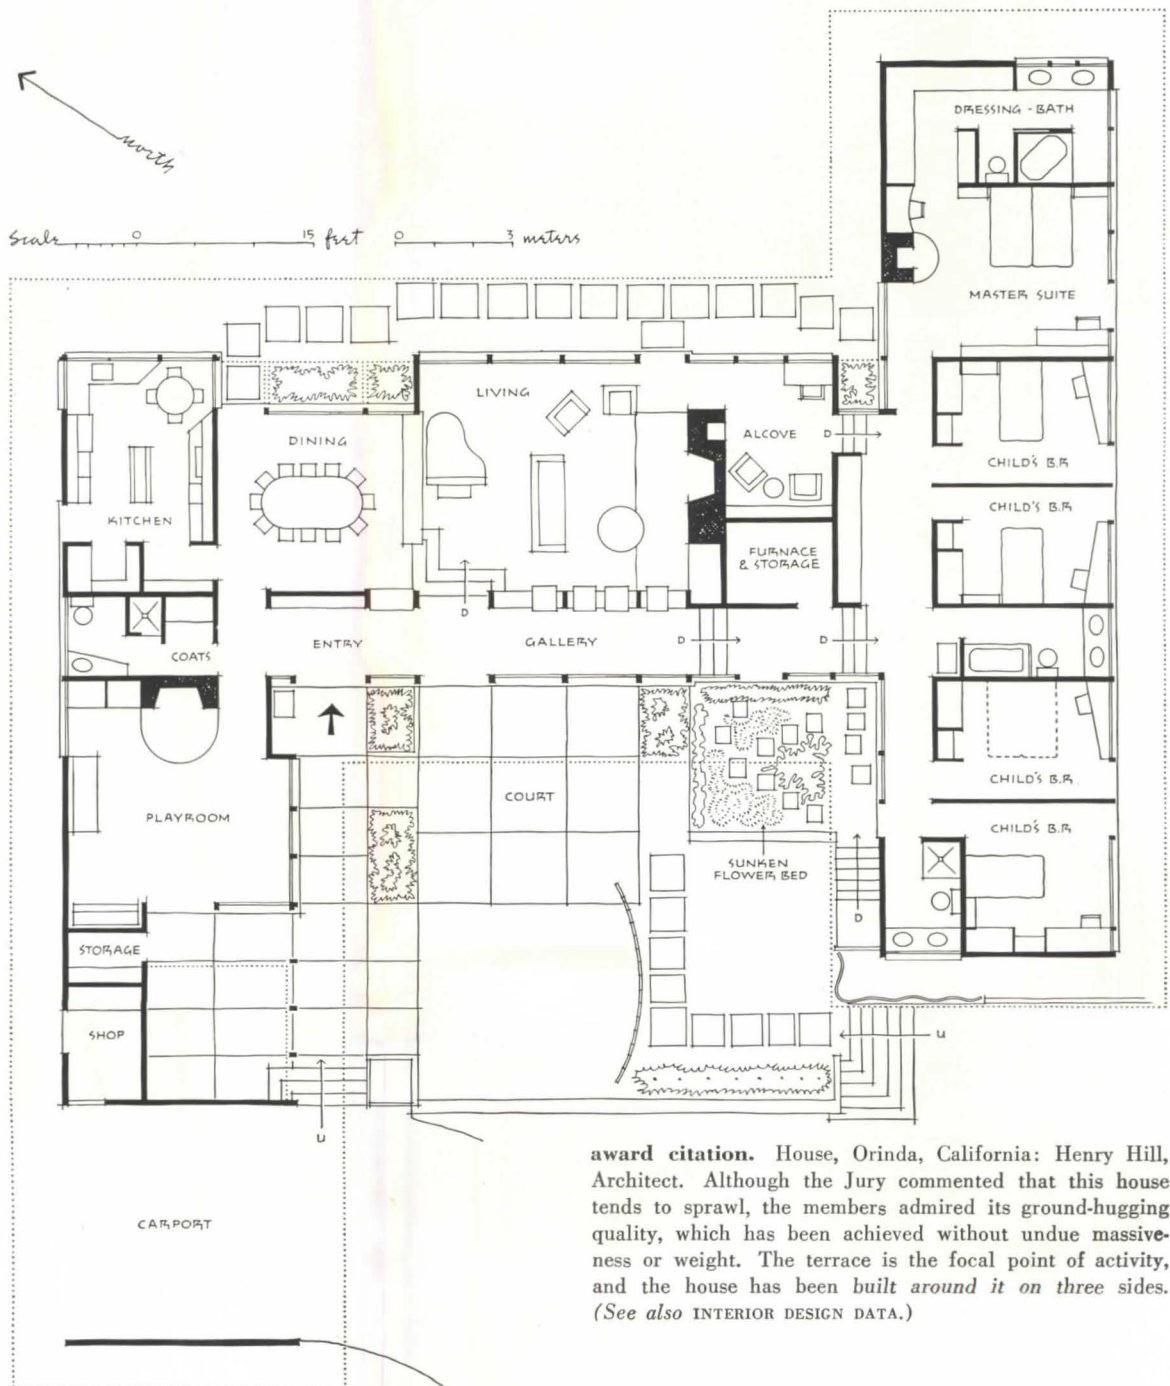 DRESSING - BATH
north
Scale 0 15 feet 0 3 meters
MASTER SUITE
LIVING
DINING
ALCOVE
D
CHILD'S B.R
KITCHEN
CHILD'S B.R
FURNACE
& STORAGE
D
ENTRY
GALLERY
D
D
COATS
CHILD'S B.R
COURT
PLAYROOM
CHILD'S B.R
SUNKEN
FLOWER BED
D
STORAGE
SHOP
U
U
CARPORT
award citation. House, Orinda, California: Henry Hill,
Architect. Although the Jury commented that this house
tends to sprawl, the members admired its ground-hugging
quality, which has been achieved without undue massive-
ness or weight. The terrace is the focal point of activity,
and the house has been built around it on three sides.
(See also INTERIOR DESIGN DATA.)